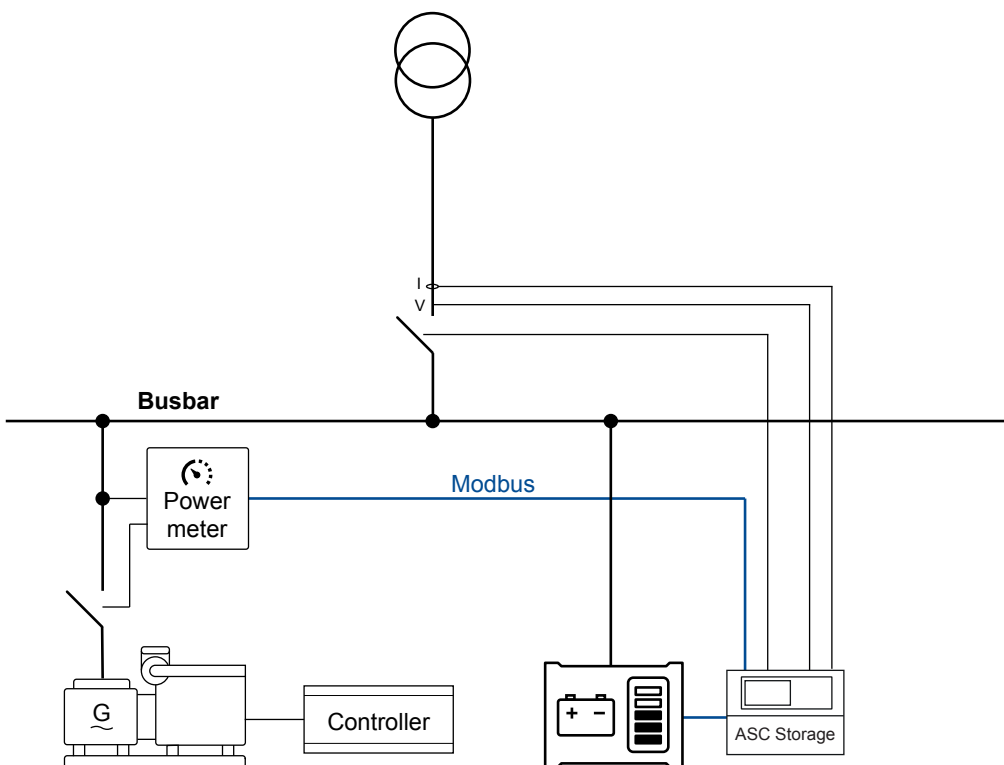 I
V
Busbar
Modbus
Power
meter
G
Controller
+ −
ASC Storage